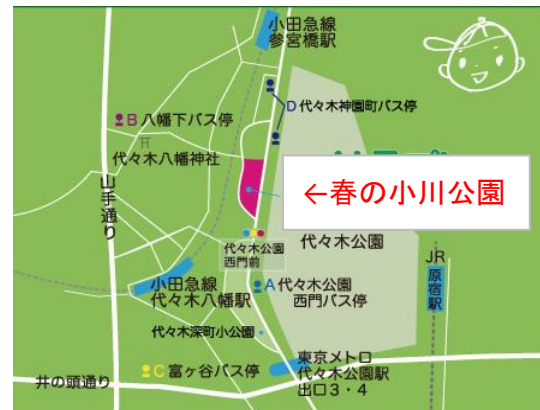 小田急線
参宮橋駅
D 代々木神園町バス停
B 八幡下バス停
代々木八幡神社
山手通り
←春の小川公園
代々木公園
西門前
代々木公園
小田急線
代々木八幡駅
A 代々木公園
西門バス停
JR
原宿駅
代々木深町小公園
東京メトロ
代々木公園駅
出口3・4
C 富ヶ谷バス停
井の頭通り